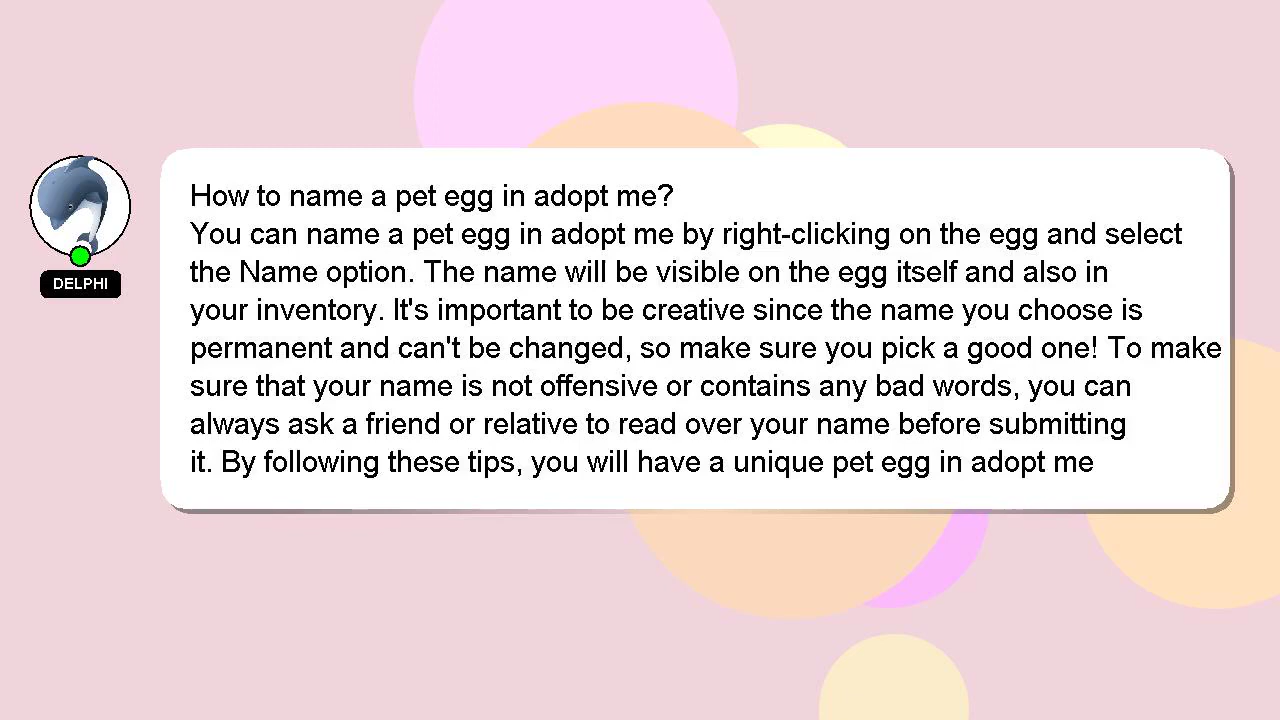 How to name a pet egg in adopt me?
You can name a pet egg in adopt me by right-clicking on the egg and select
the Name option. The name will be visible on the egg itself and also in
your inventory. It's important to be creative since the name you choose is
permanent and can't be changed, so make sure you pick a good one! To make
sure that your name is not offensive or contains any bad words, you can
always ask a friend or relative to read over your name before submitting
it. By following these tips, you will have a unique pet egg in adopt me
DELPHI